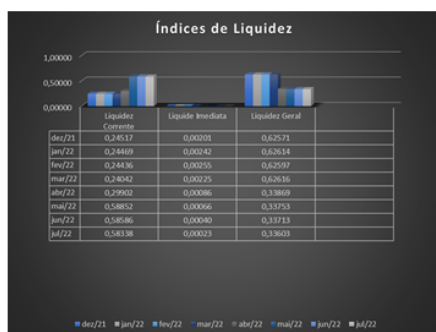 Índices de Liquidez
1,00000
0,50000
0,00000
Liquidez Corrente Liquide Imediata Liquidez Geral
dez/21 0,24517 0,00201 0,62571
jan/22 0,24469 0,00242 0,62614
fev/22 0,24436 0,00255 0,62597
mar/22 0,24042 0,00225 0,62616
abr/22 0,29902 0,00086 0,33869
mai/22 0,58852 0,00066 0,33753
jun/22 0,58586 0,00040 0,33713
jul/22 0,58338 0,00023 0,33603
dez/21 jan/22 fev/22 mar/22 abr/22 mai/22 jun/22 jul/22